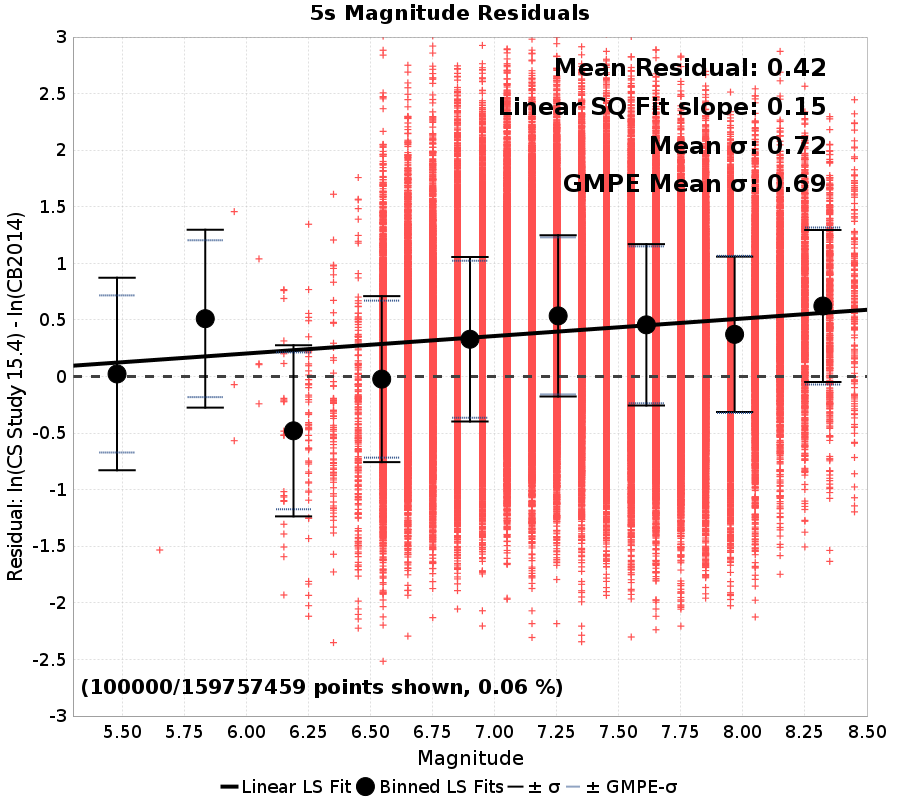 5s Magnitude Residuals
Mean Residual: 0.42
Linear SQ Fit slope: 0.15
Mean σ: 0.72
GMPE Mean σ: 0.69
3
2.5
2
1.5
1
0.5
0
-0.5
-1
-1.5
-2
-2.5
-3
Residual: ln(CS Study 15.4) - ln(CB2014)
(100000/159757459 points shown, 0.06 %)
5.50 5.75 6.00 6.25 6.50 6.75 7.00 7.25 7.50 7.75 8.00 8.25 8.50
Magnitude
Linear LS Fit Binned LS Fits ± σ ± GMPE-σ